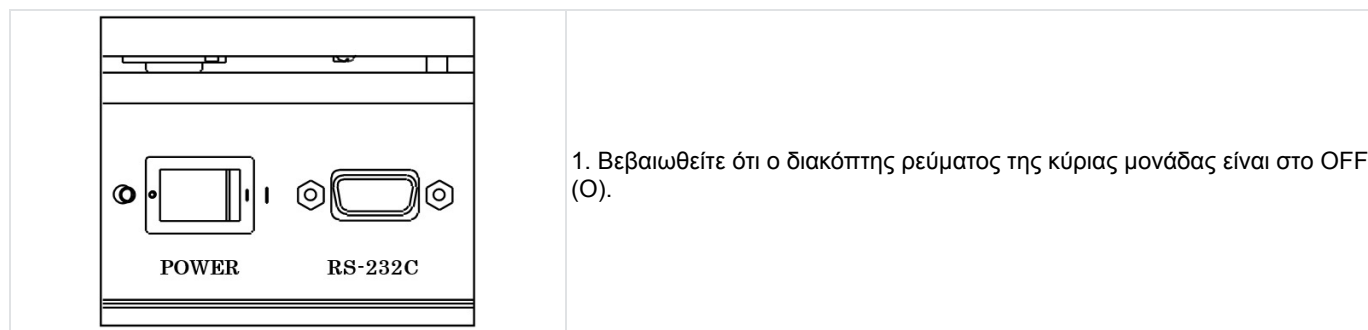 POWER
RS-232C
1. Βεβαιωθείτε ότι ο διακόπτης ρεύματος της κύριας μονάδας είναι στο OFF
(O).